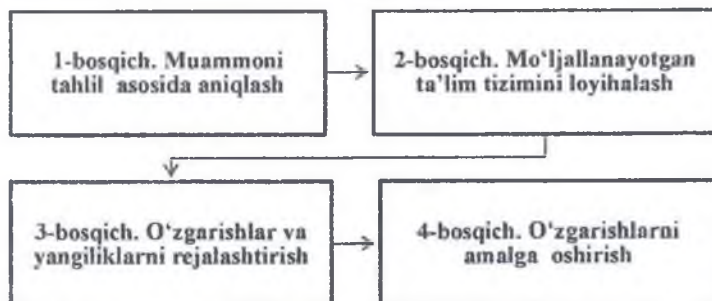 1-bosqich. Muammoni
tahlil asosida aniqlash
2-bosqich. Mo‘ljallanayotgan
ta’lim tizimini loyihalash
3-bosqich. O‘zgarishlar va
yangiliklarni rejalashtirish
4-bosqich. O‘zgarishlarni
amalga oshirish